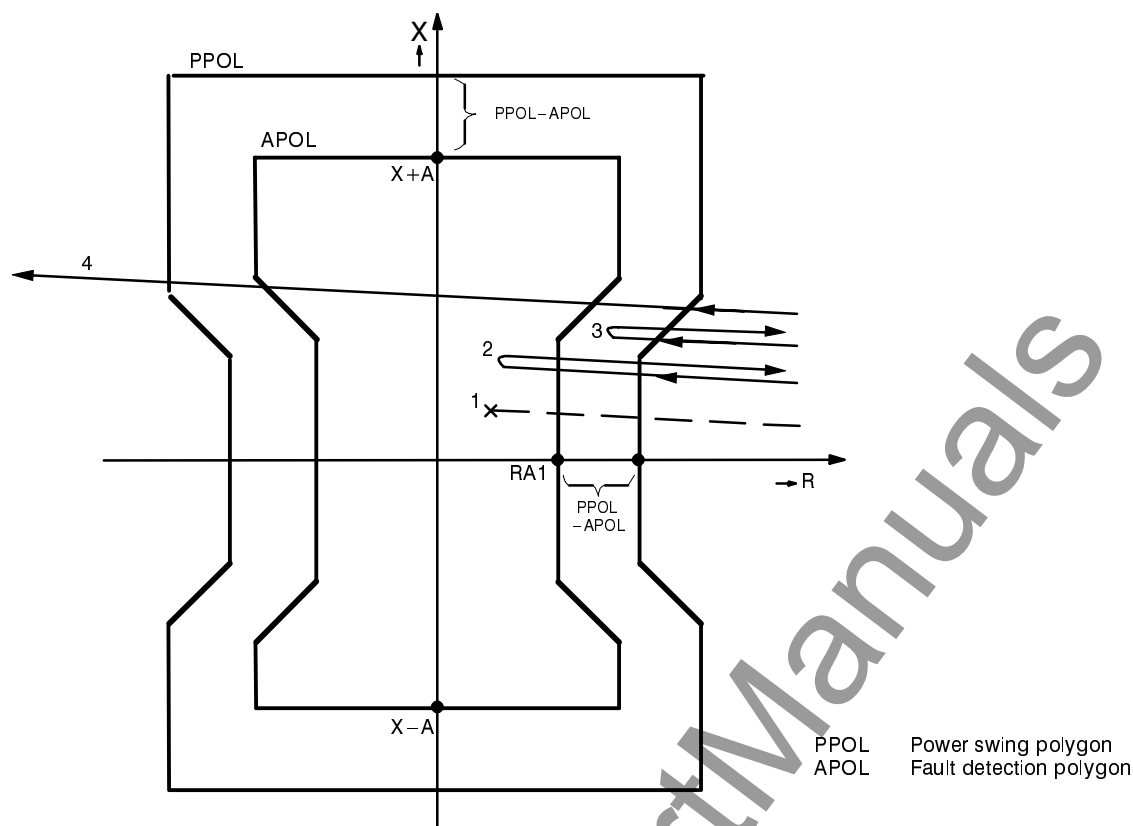 X
PPOL
PPOL–APOL
APOL
X+A
4
3
2
1
RA1
R
PPOL
–APOL
X–A
PPOL Power swing polygon
APOL Fault detection polygon